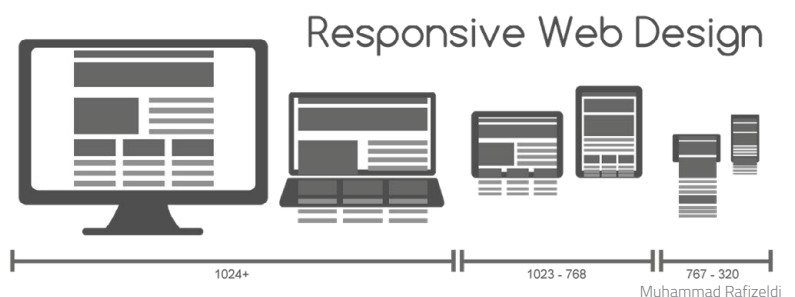 Responsive Web Design
1024+
1023 - 768
767 - 320
Muhammad Rafizeldi